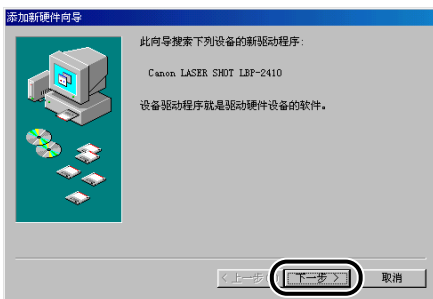 添加新硬件向导
此向导搜索下列设备的新驱动程序:
Canon LASER SHOT LBP-2410
设备驱动程序就是驱动硬件设备的软件。
< 上一步
下一步 >
取消